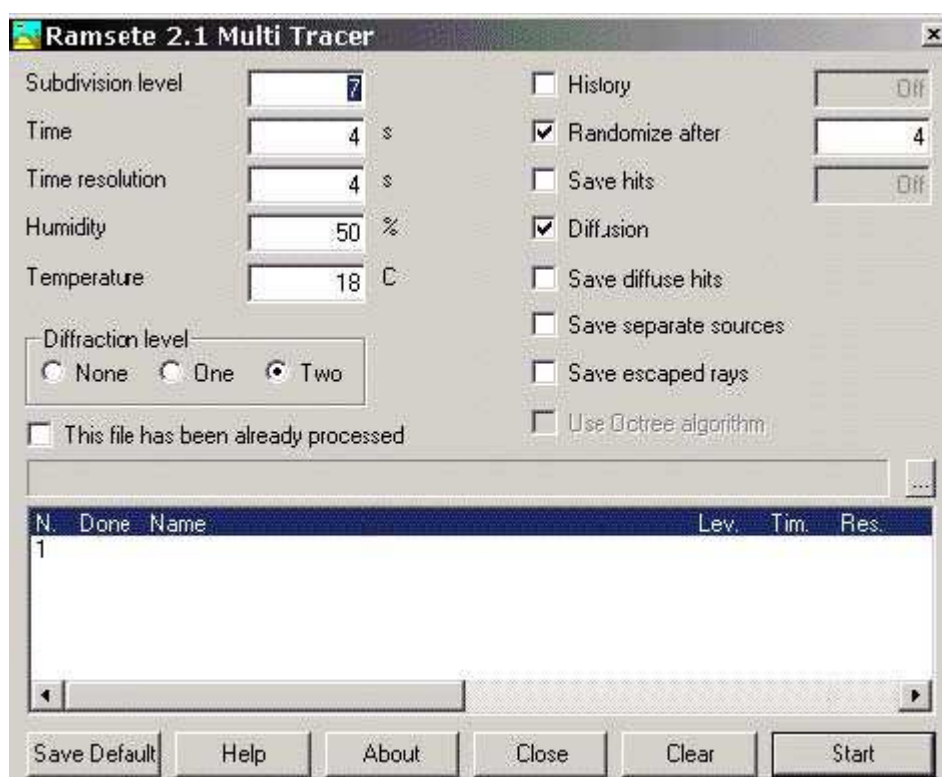 Ramsete 2.1 Multi Tracer
Subdivision level 7
History Off
Time 4 s
Randomize after 4
Time resolution 4 s
Save hits Off
Humidity 50 %
Diffusion
Temperature 18 C
Save diffuse hits
Save separate sources
Diffraction level
None One Two
Save escaped rays
This file has been already processed
Use Octree algorithm
...
N. Done Name Lev. Tim. Res.
1
Save Default Help About Close Clear Start